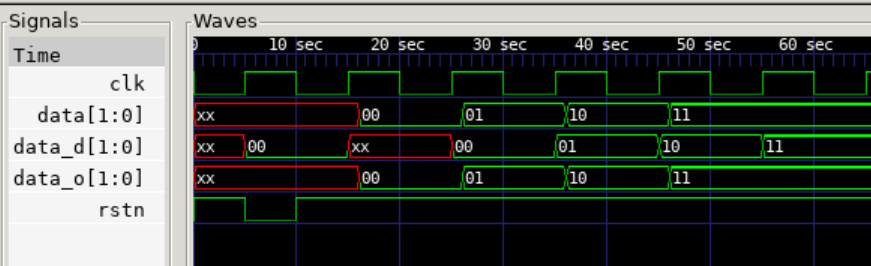 Signals
Waves
Time
0 10 sec 20 sec 30 sec 40 sec 50 sec 60 sec
clk
data[1:0] xx 00 01 10 11
data_d[1:0] xx 00 xx 00 01 10 11
data_o[1:0] xx 00 01 10 11
rstn